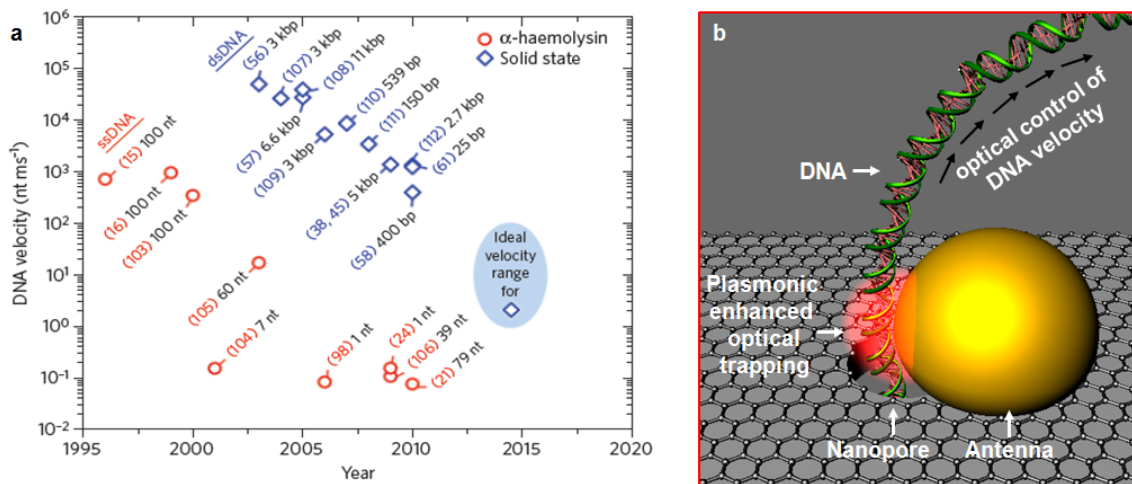 a
DNA velocity (nt ms⁻¹)
10⁶
10⁵
10⁴
10³
10²
10¹
10⁰
10⁻¹
10⁻²
1995
2000
2005
2010
2015
2020
Year
α-haemolysin
Solid state
dsDNA
(56) 3 kbp
(107) 3 kbp
(108) 11 kbp
(57) 6.6 kbp
(110) 539 bp
(109) 3 kbp
(111) 150 bp
(112) 2.7 kbp
(61) 25 bp
(38, 45) 5 kbp
(58) 400 bp
ssDNA
(15) 100 nt
(16) 100 nt
(103) 100 nt
(105) 60 nt
(104) 7 nt
(98) 1 nt
(24) 1 nt
(106) 39 nt
(21) 79 nt
Ideal
velocity
range
for
b
optical control of
DNA velocity
DNA
Plasmonic
enhanced
optical
trapping
Nanopore
Antenna